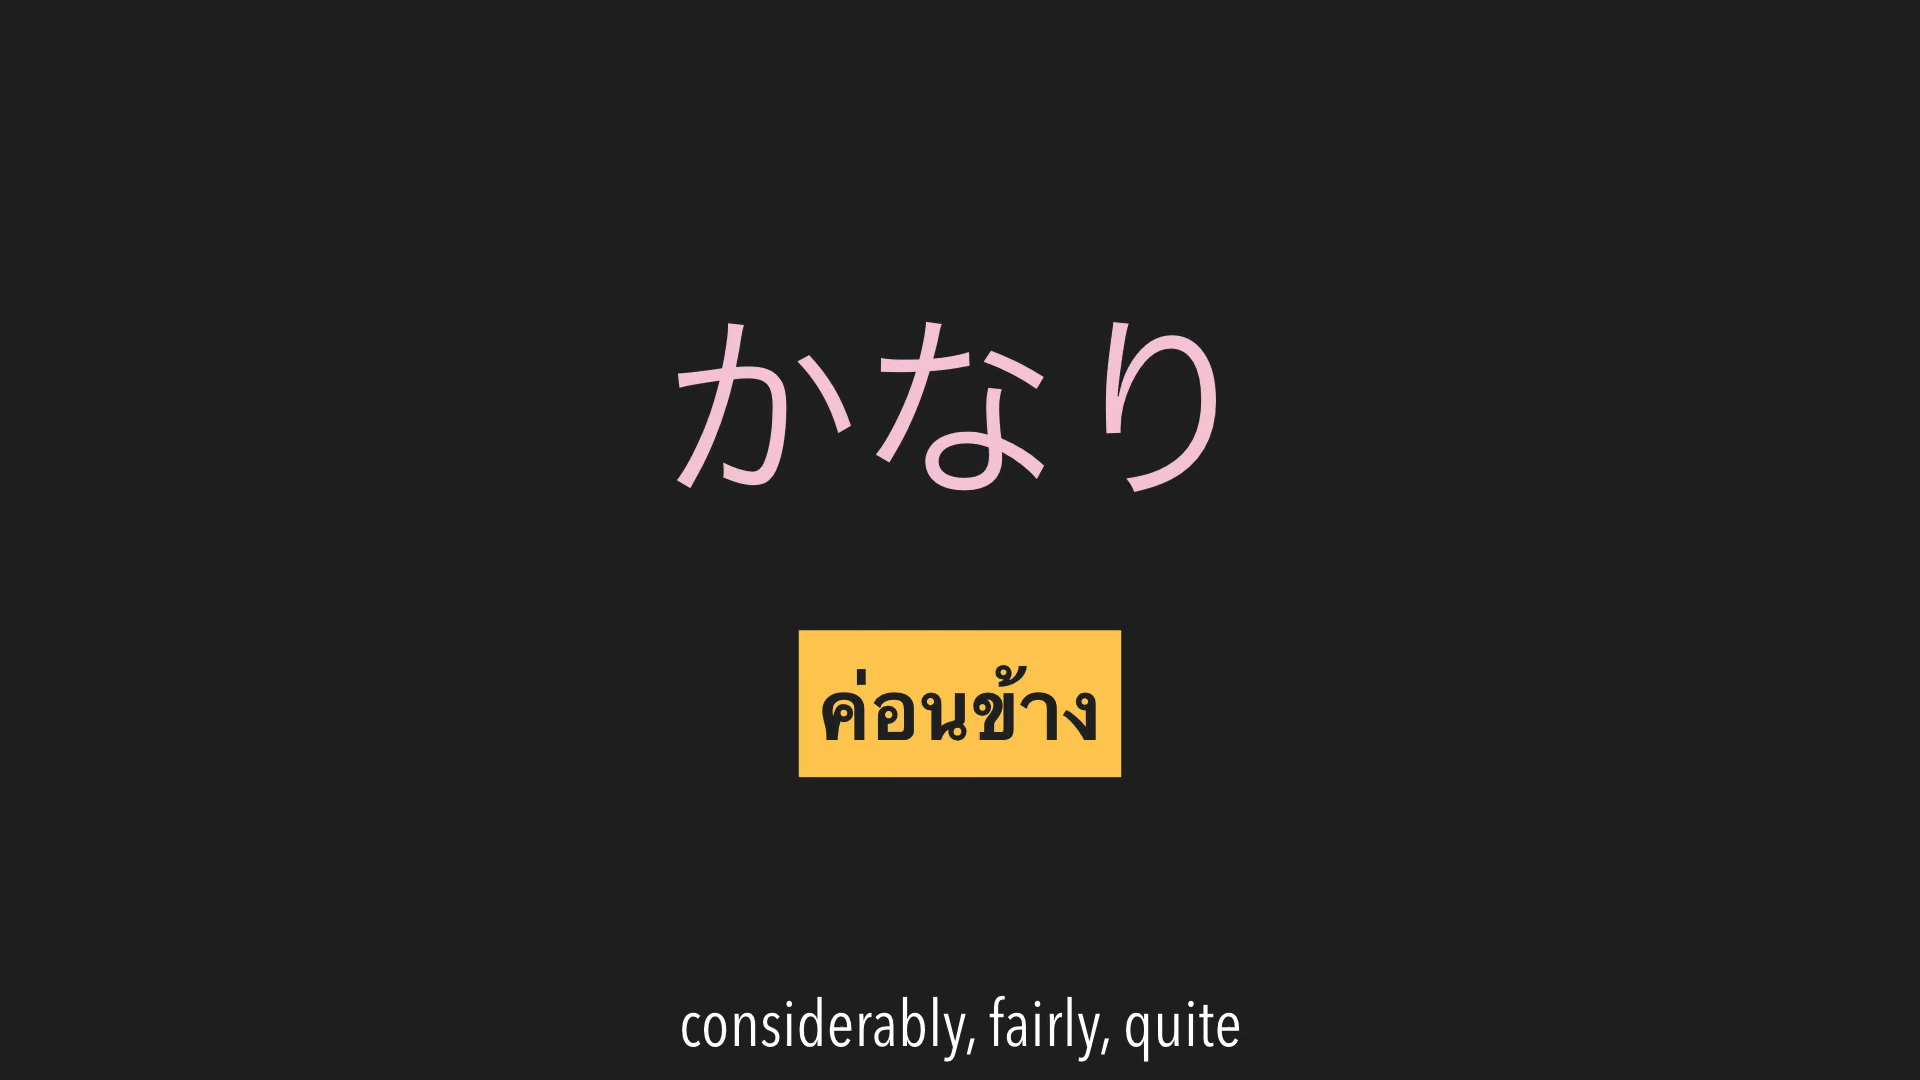 かなり
ค่อนข้าง
considerably, fairly, quite